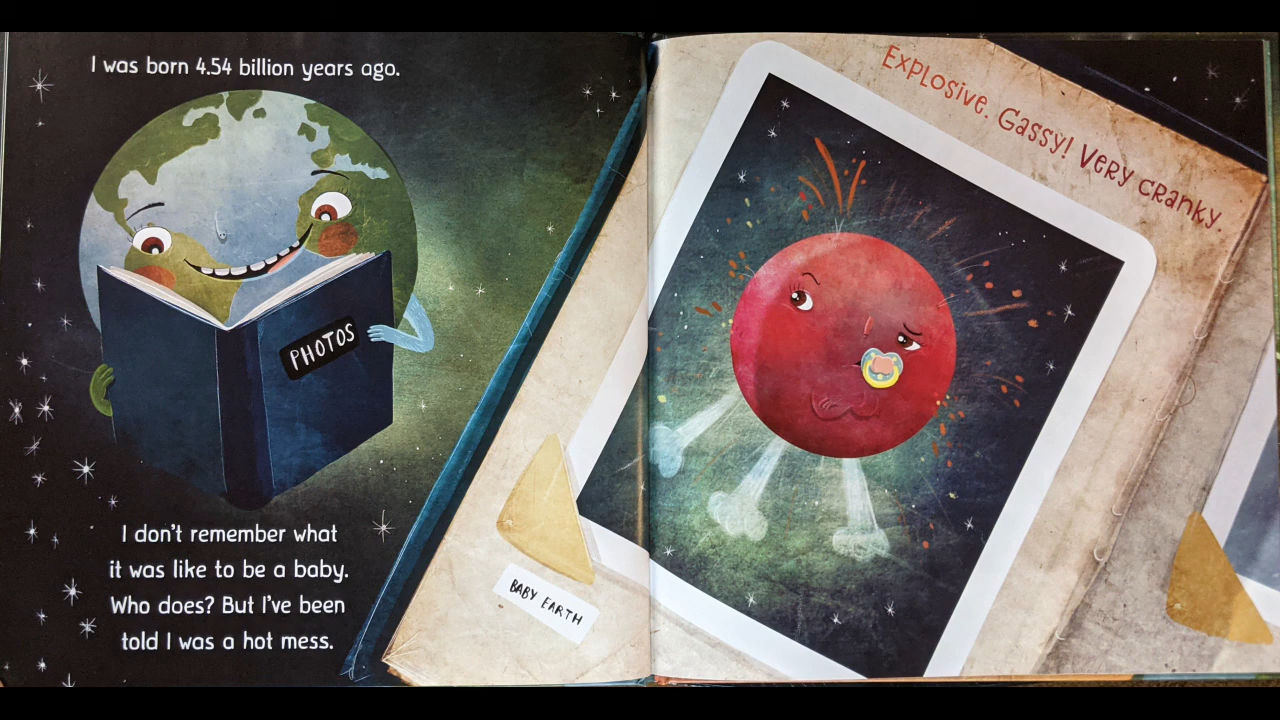 I was born 4.54 billion years ago.
PHOTOS
I don't remember what
it was like to be a baby.
Who does? But I've been
told I was a hot mess.
BABY EARTH
Explosive. Gassy! Very cranky.